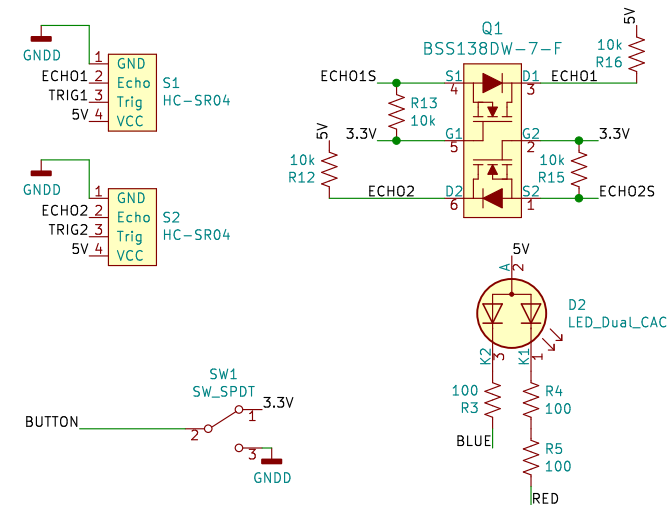 GNDD
1 GND
ECHO1 2 Echo S1
TRIG1 3 Trig HC-SR04
5V 4 VCC
GNDD
1 GND
ECHO2 2 Echo S2
TRIG2 3 Trig HC-SR04
5V 4 VCC
Q1
BSS138DW-7-F
5V
10k
R16
ECHO1S 4 S1 D1 3 ECHO1
R13
10k
3.3V 5 G1 G2 2 3.3V
5V
10k
R12
10k
R15
ECHO2 6 D2 S2 1 ECHO2S
5V
A 2
D2
LED_Dual_CAC
K2 3 K1 1
100
R3
BLUE
R4
100
R5
100
RED
SW1
SW_SPDT
3.3V
1
BUTTON 2
3
GNDD